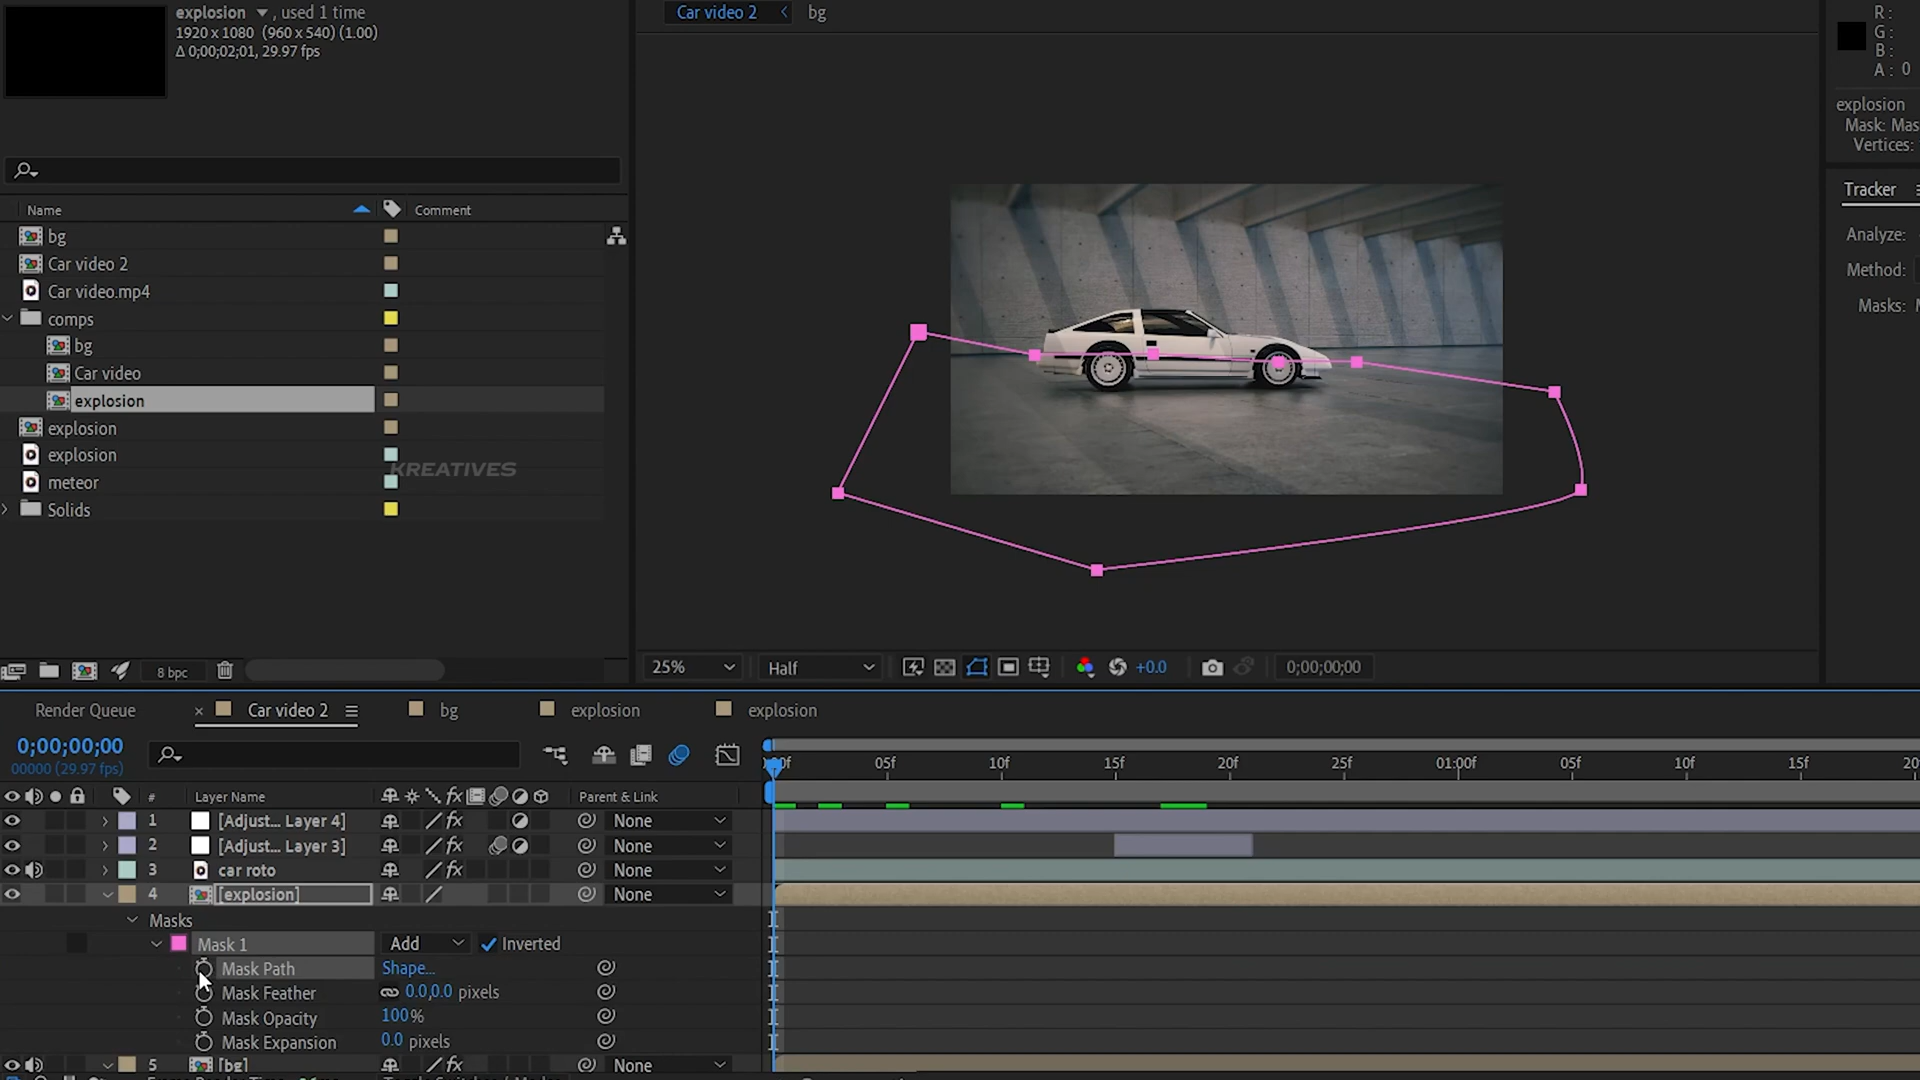 explosion , used 1 time
1920 x 1080 (960 x 540) (1.00)
Δ 0;00;02;01, 29.97 fps
Car video 2 < bg
R :
G :
B :
A : 0
explosion
Mask: Mas
Vertices:
Tracker
Analyze:
Method:
Masks:
Name
Comment
bg
Car video 2
Car video.mp4
comps
bg
Car video
explosion
explosion
explosion
KREATIVES
meteor
Solids
8 bpc
25%
Half
+0.0
0;00;00;00
Render Queue
× Car video 2
bg
explosion
explosion
0;00;00;00
00000 (29.97 fps)
05f 10f 15f 20f 25f 01:00f 05f 10f 15f 20
# Layer Name fx Parent & Link
1 [Adjust... Layer 4] fx None
2 [Adjust... Layer 3] fx None
3 car roto fx None
4 [explosion] None
Masks
Mask 1 Add Inverted
Mask Path Shape...
Mask Feather 0.0,0.0 pixels
Mask Opacity 100%
Mask Expansion 0.0 pixels
5 [bg] fx None